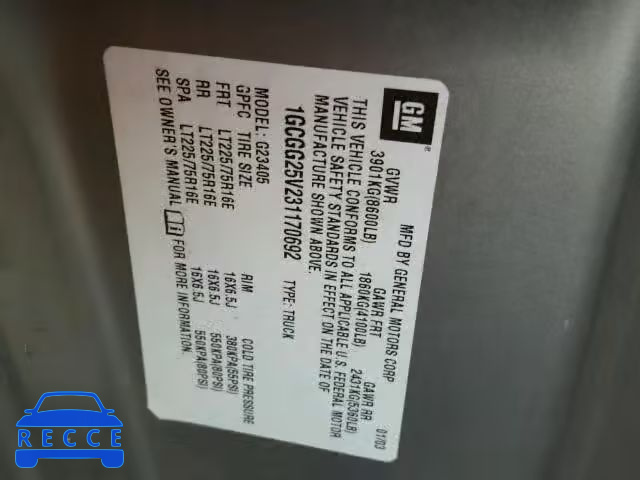 GM
MFD BY GENERAL MOTORS CORP 01/03
GVWR GAWR FRT GAWR RR
3901KG(8600LB) 1860KG(4100LB) 2431KG(5360LB)
THIS VEHICLE CONFORMS TO ALL APPLICABLE U.S. FEDERAL MOTOR
VEHICLE SAFETY STANDARDS IN EFFECT ON THE DATE OF
MANUFACTURE SHOWN ABOVE.
1GCGG25V231170692 TYPE: TRUCK
MODEL: G23405
GPFC TIRE SIZE RIM COLD TIRE PRESSURE
FRT LT225/75R16E 16X6.5J 380KPA(55PSI)
RR LT225/75R16E 16X6.5J 550KPA(80PSI)
SPA LT225/75R16E 16X6.5J 550KPA(80PSI)
SEE OWNER'S MANUAL FOR MORE INFORMATION.
RECCE